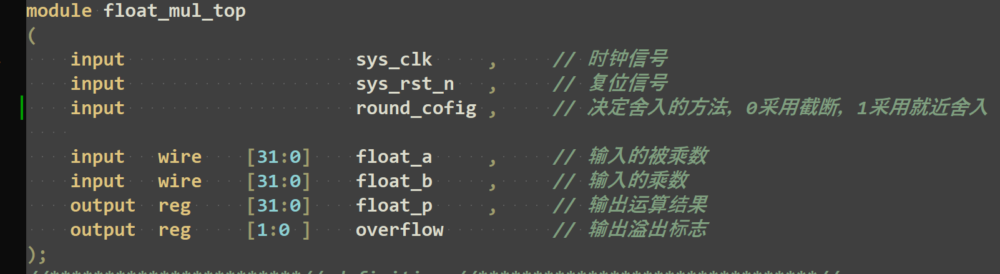 module float_mul_top
(
input sys_clk , // 时钟信号
input sys_rst_n , // 复位信号
input round_cofig , // 决定舍入的方法，0采用截断，1采用就近舍入
input wire [31:0] float_a , // 输入的被乘数
input wire [31:0] float_b , // 输入的乘数
output reg [31:0] float_p , // 输出运算结果
output reg [1:0 ] overflow // 输出溢出标志
);